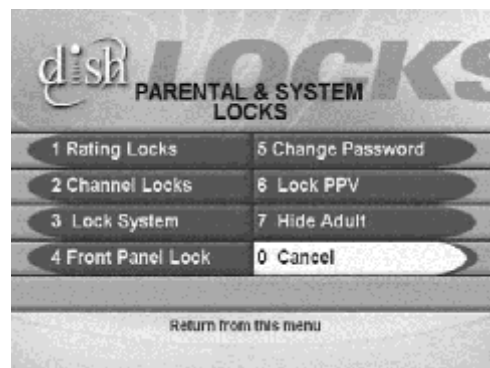 LOCKS
dish
PARENTAL & SYSTEM
LOCKS
1 Rating Locks
2 Channel Locks
3 Lock System
4 Front Panel Lock
5 Change Password
6 Lock PPV
7 Hide Adult
0 Cancel
Return from this menu